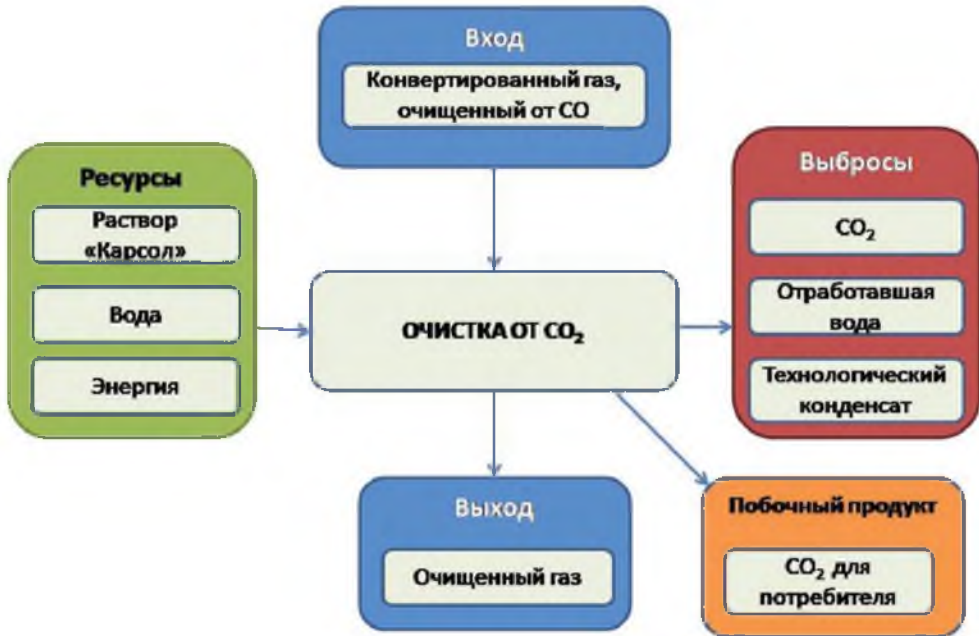 Вход
Конвертированный газ,
очищенный от СО
Ресурсы
Раствор
«Карсол»
Вода
Энергия
ОЧИСТКА ОТ СО₂
Выбросы
СО₂
Отработавшая
вода
Технологический
конденсат
Выход
Очищенный газ
Побочный продукт
СО₂ для
потребителя